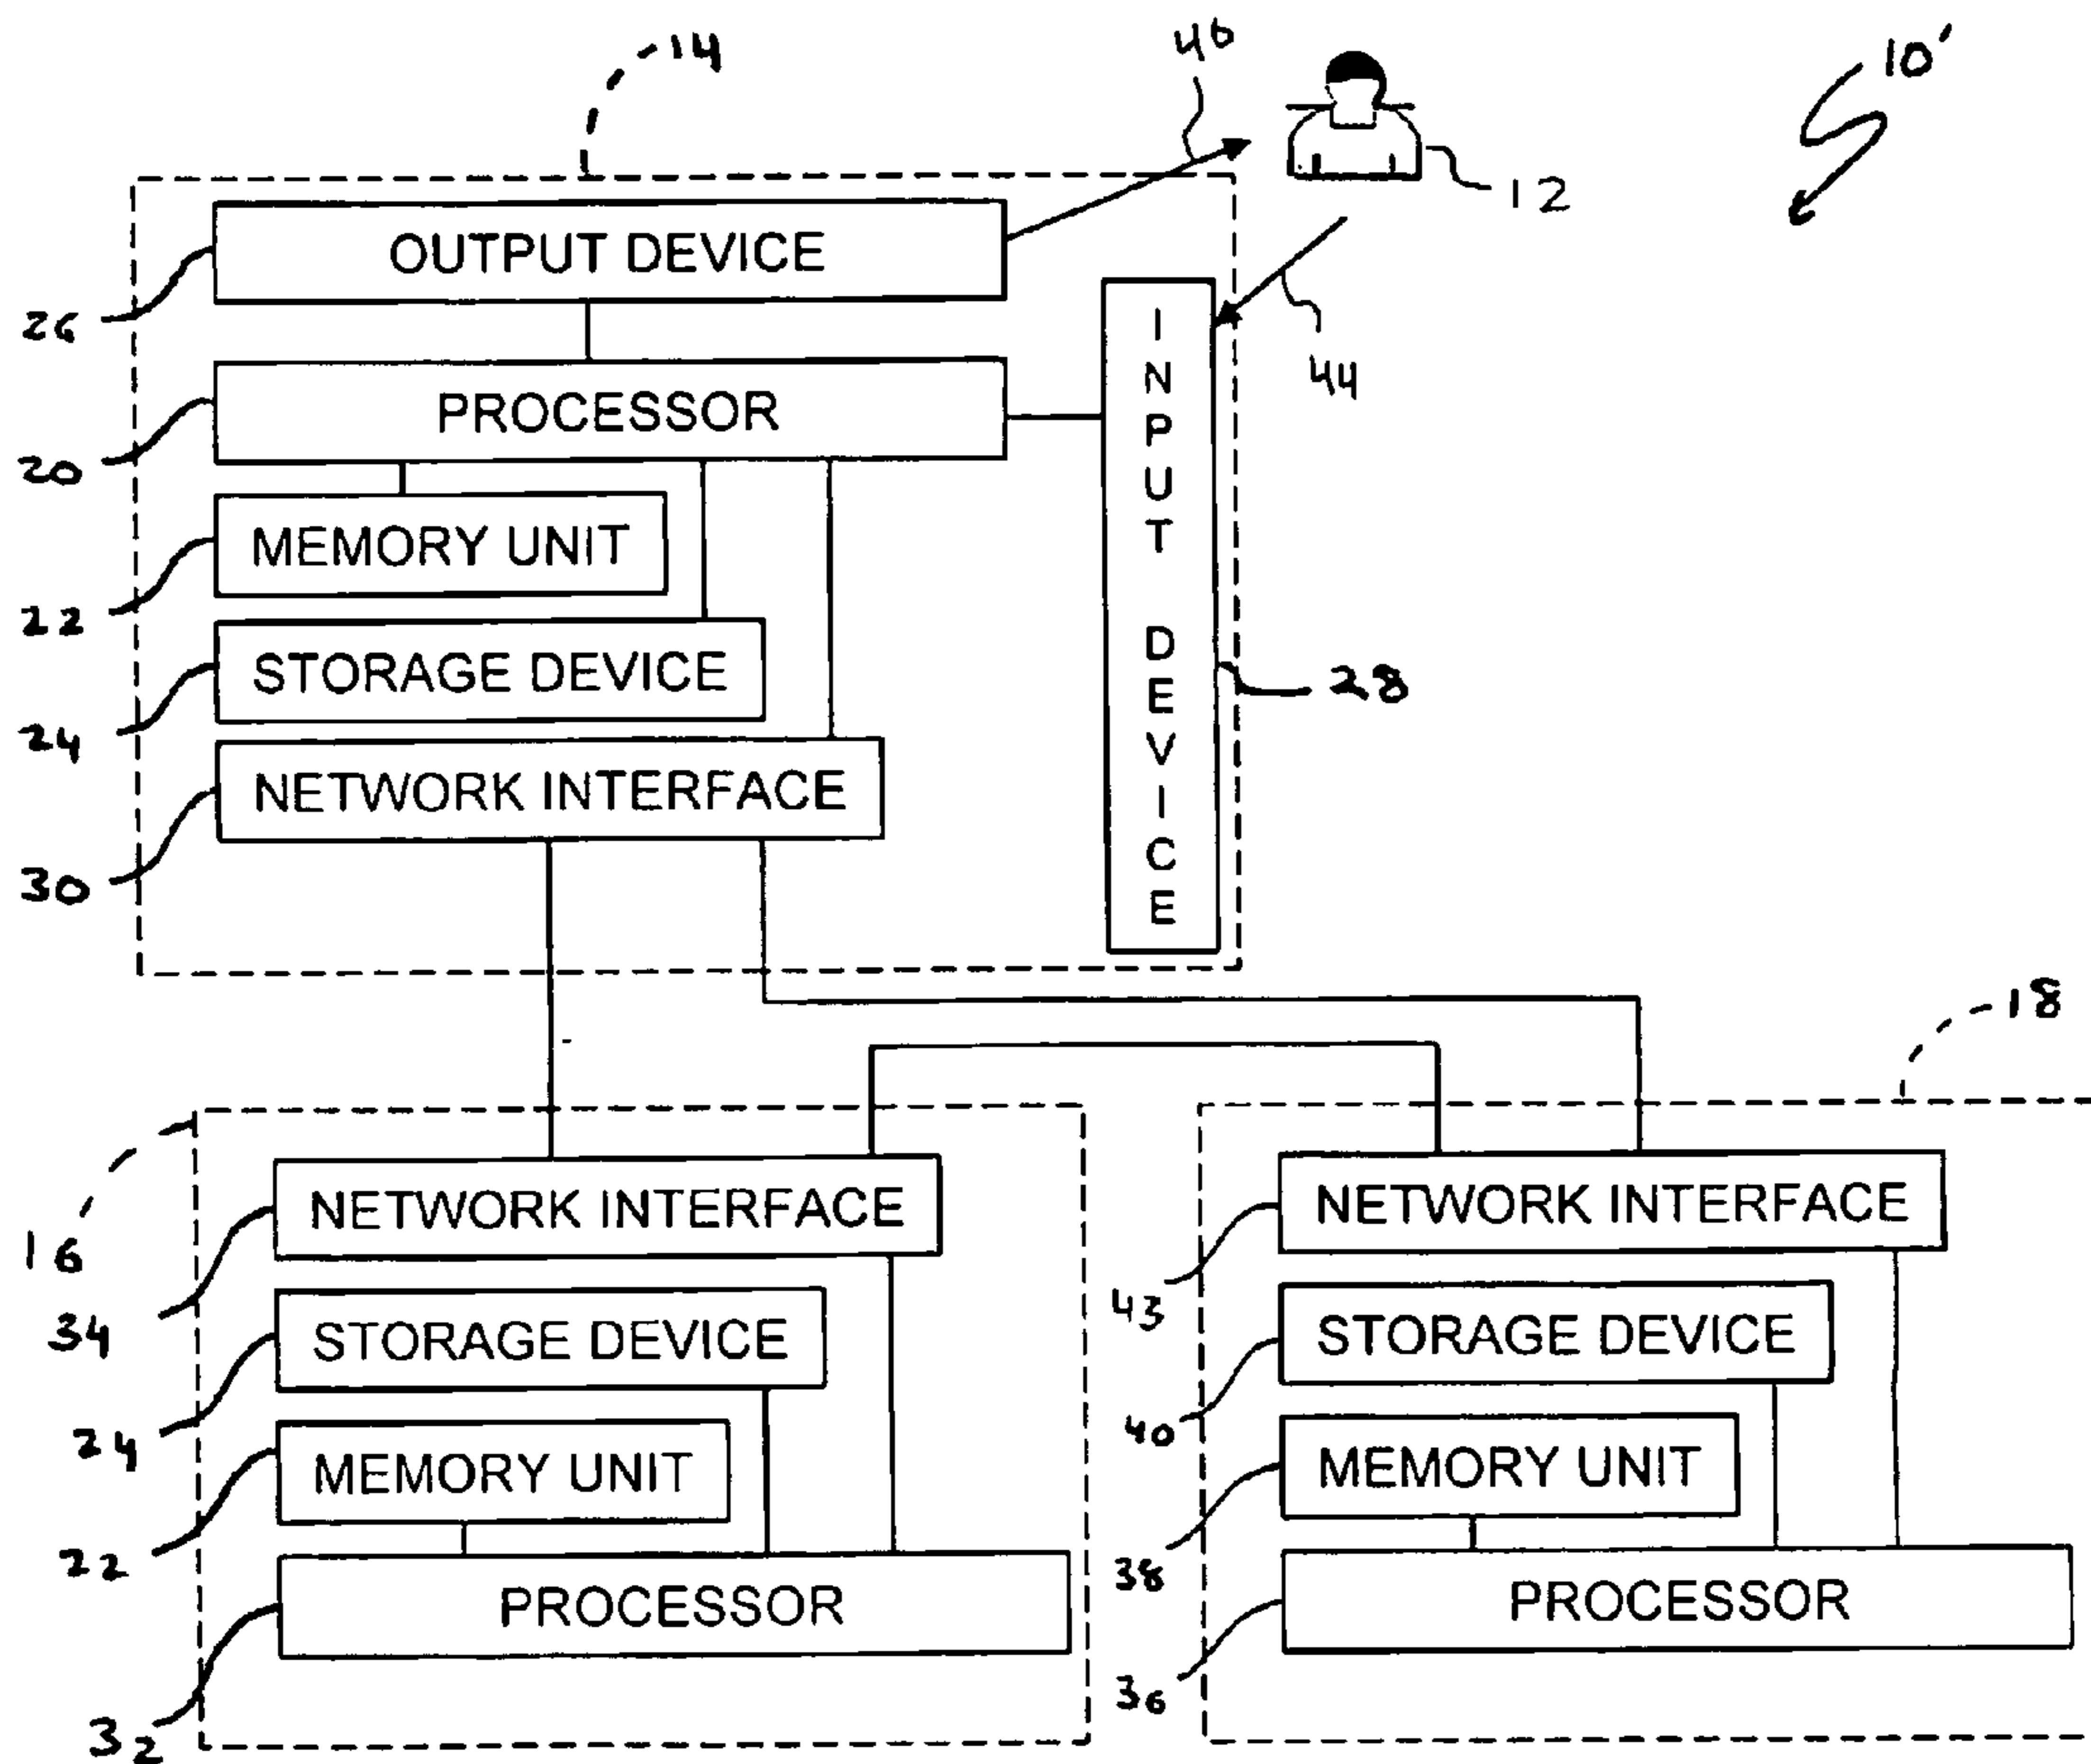 14
46
10'
12
OUTPUT DEVICE
26
44
PROCESSOR
20
INPUT DEVICE
MEMORY UNIT
22
STORAGE DEVICE
28
24
NETWORK INTERFACE
30
18
16
NETWORK INTERFACE
34
STORAGE DEVICE
24
MEMORY UNIT
22
PROCESSOR
32
NETWORK INTERFACE
43
STORAGE DEVICE
40
MEMORY UNIT
38
PROCESSOR
36